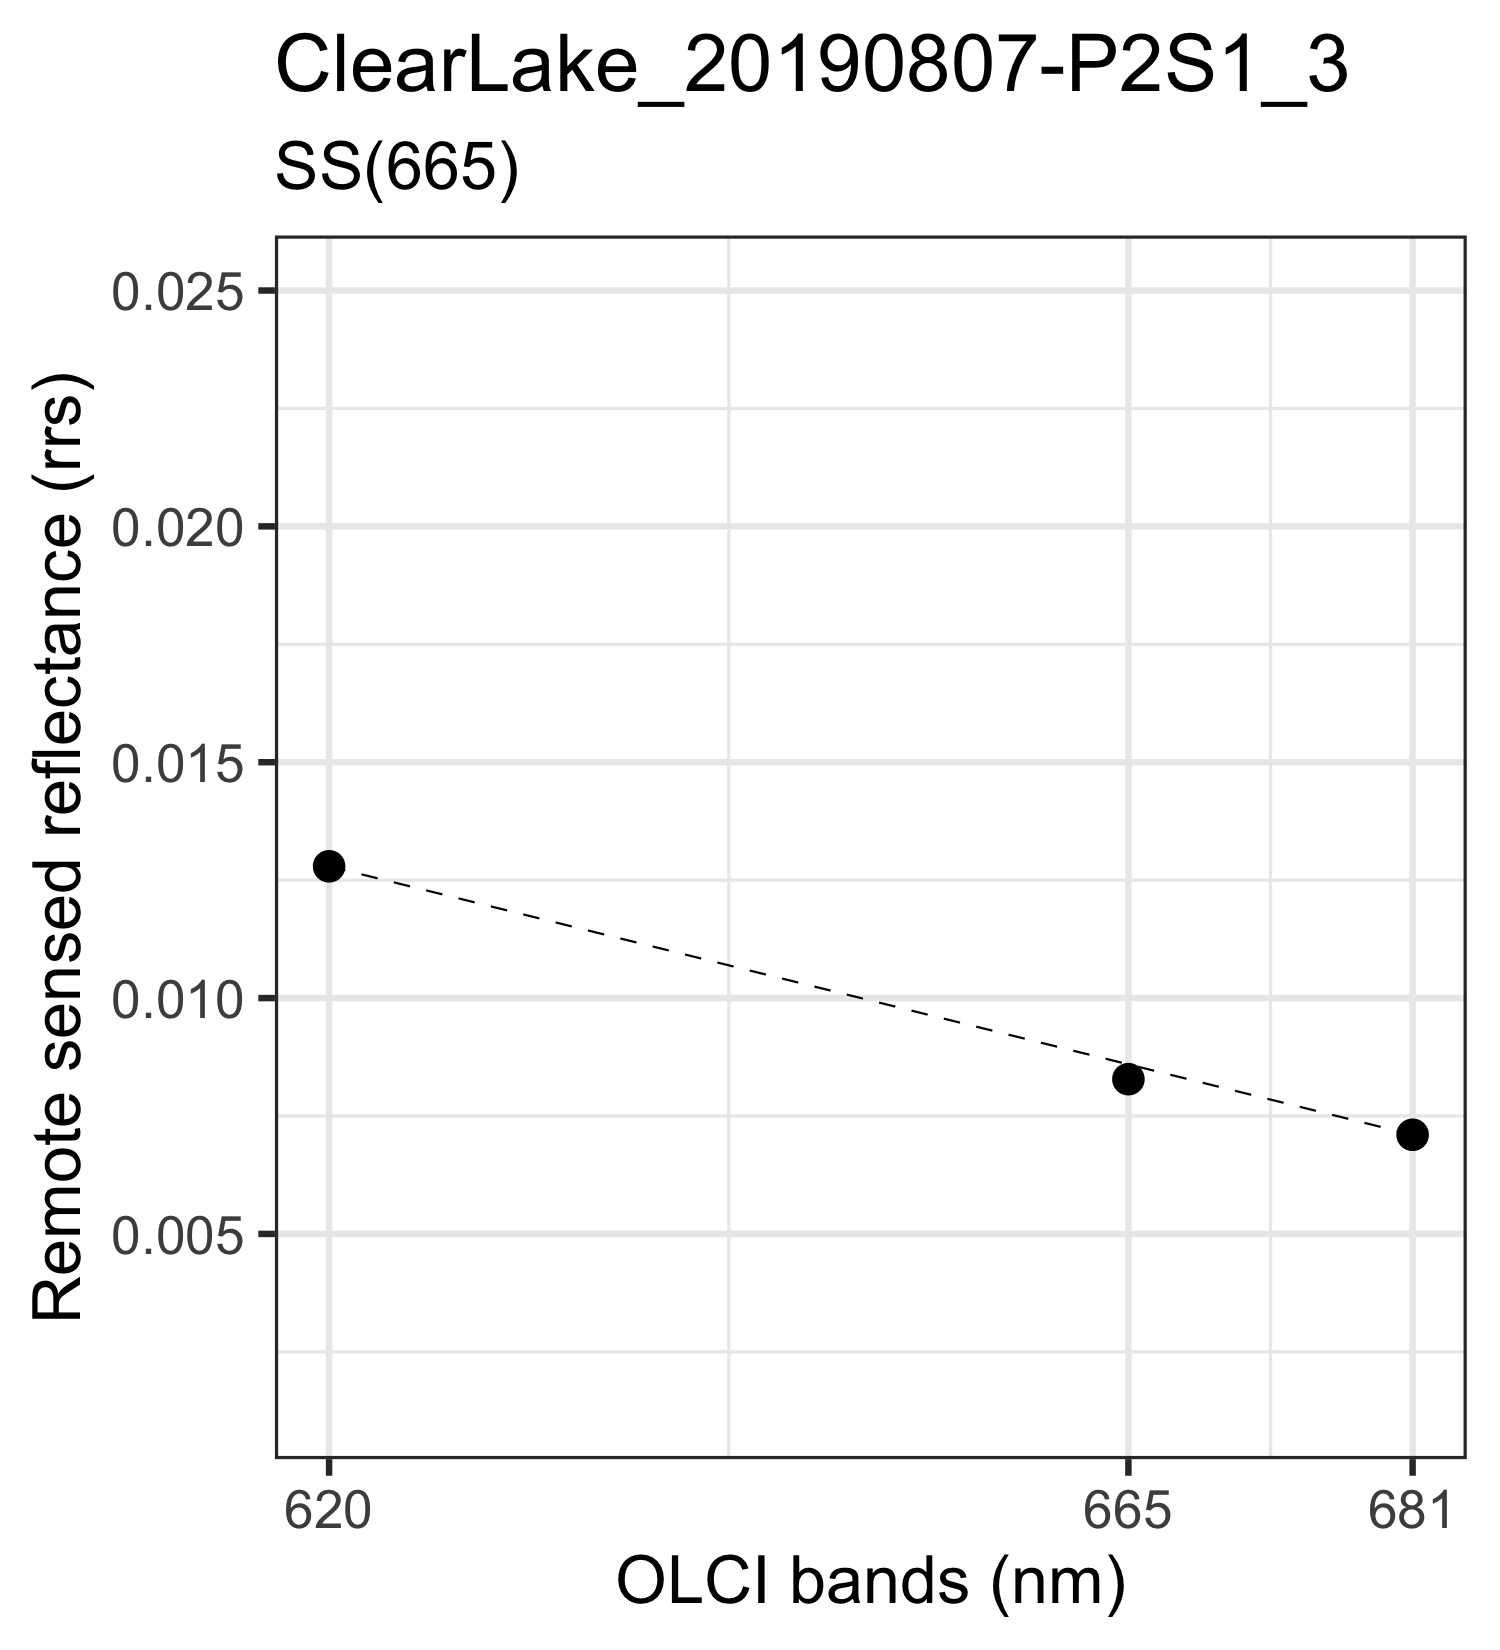 ClearLake_20190807-P2S1_3
SS(665)
Remote sensed reflectance (rrs)
0.025
0.020
0.015
0.010
0.005
620 665 681
OLCI bands (nm)